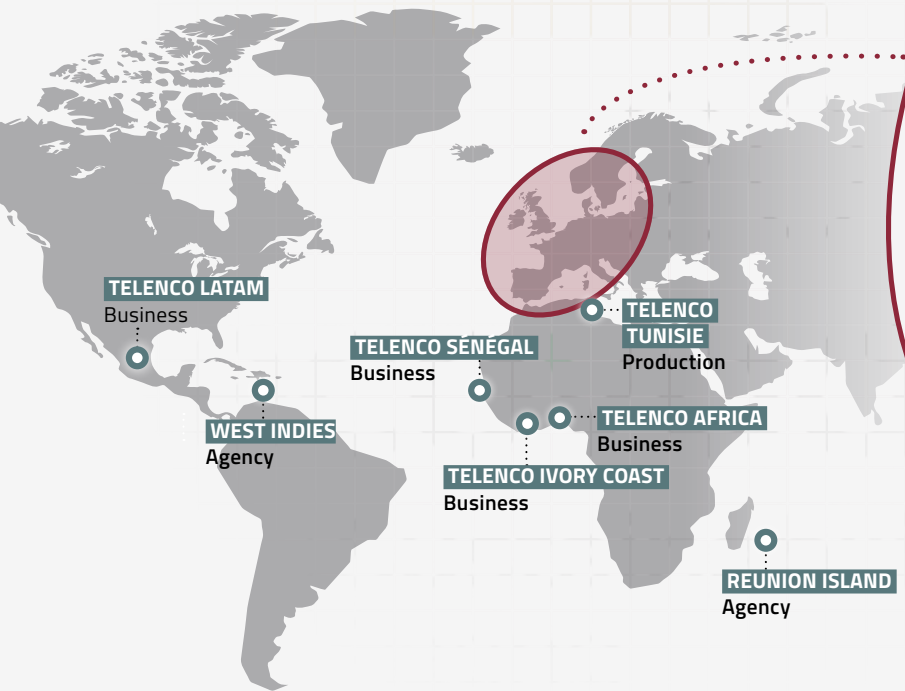 TELENCO LATAM
Business
TELENCO
TUNISIE
Production
TELENCO SÉNÉGAL
Business
WEST INDIES
Agency
TELENCO AFRICA
Business
TELENCO IVORY COAST
Business
REUNION ISLAND
Agency